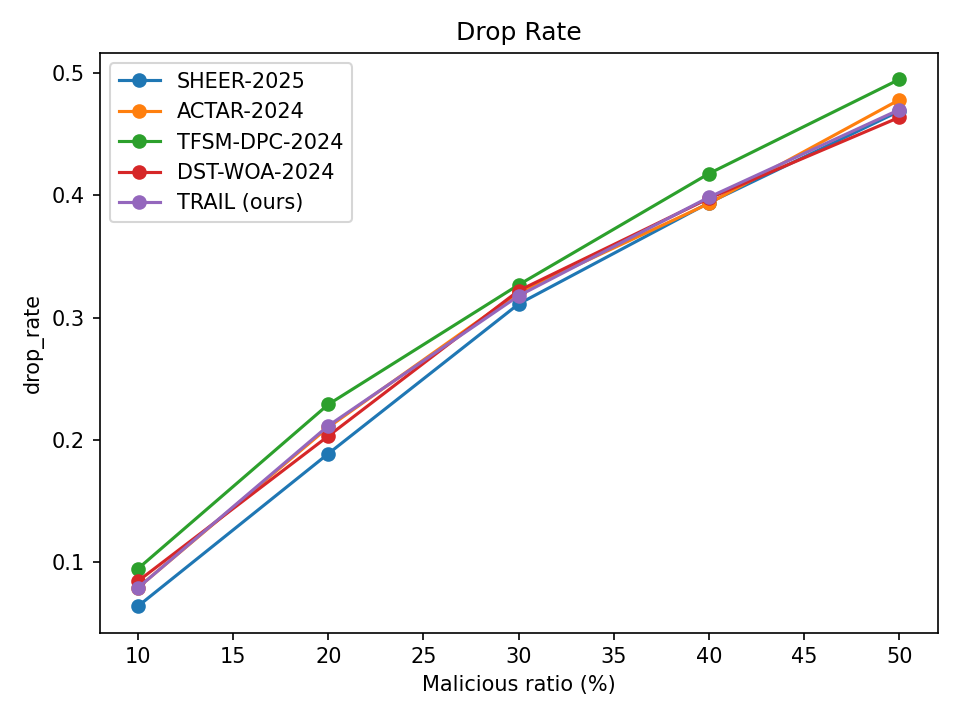 Drop Rate
SHEER-2025
ACTAR-2024
TFSM-DPC-2024
DST-WOA-2024
TRAIL (ours)
0.5
0.4
0.3
0.2
0.1
drop_rate
10 15 20 25 30 35 40 45 50
Malicious ratio (%)